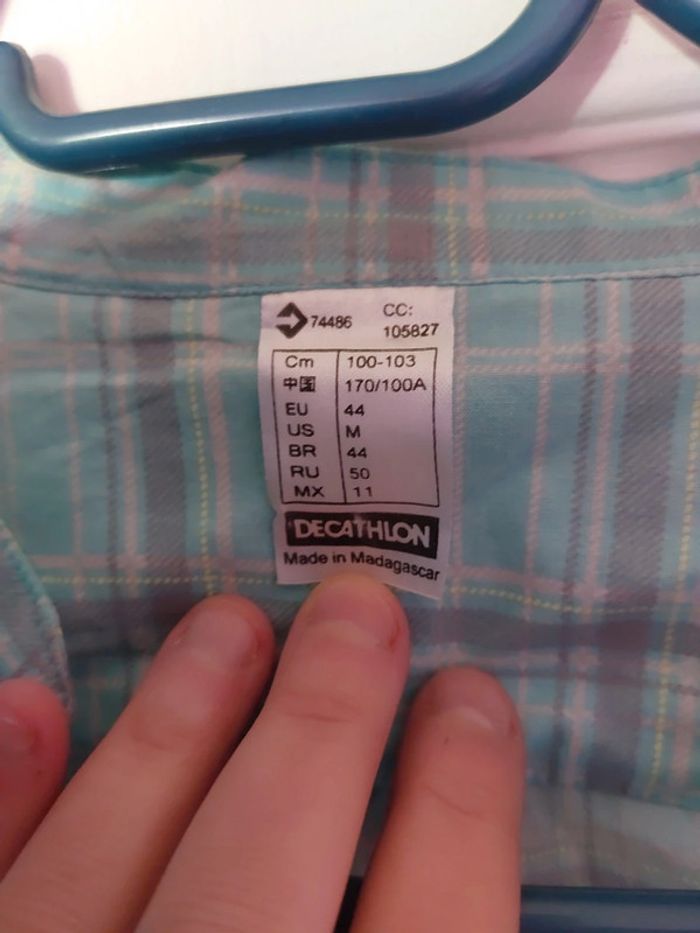 74486 CC:
105827
Cm 100-103
中国 170/100A
EU 44
US M
BR 44
RU 50
MX 11
DECATHLON
Made in Madagascar